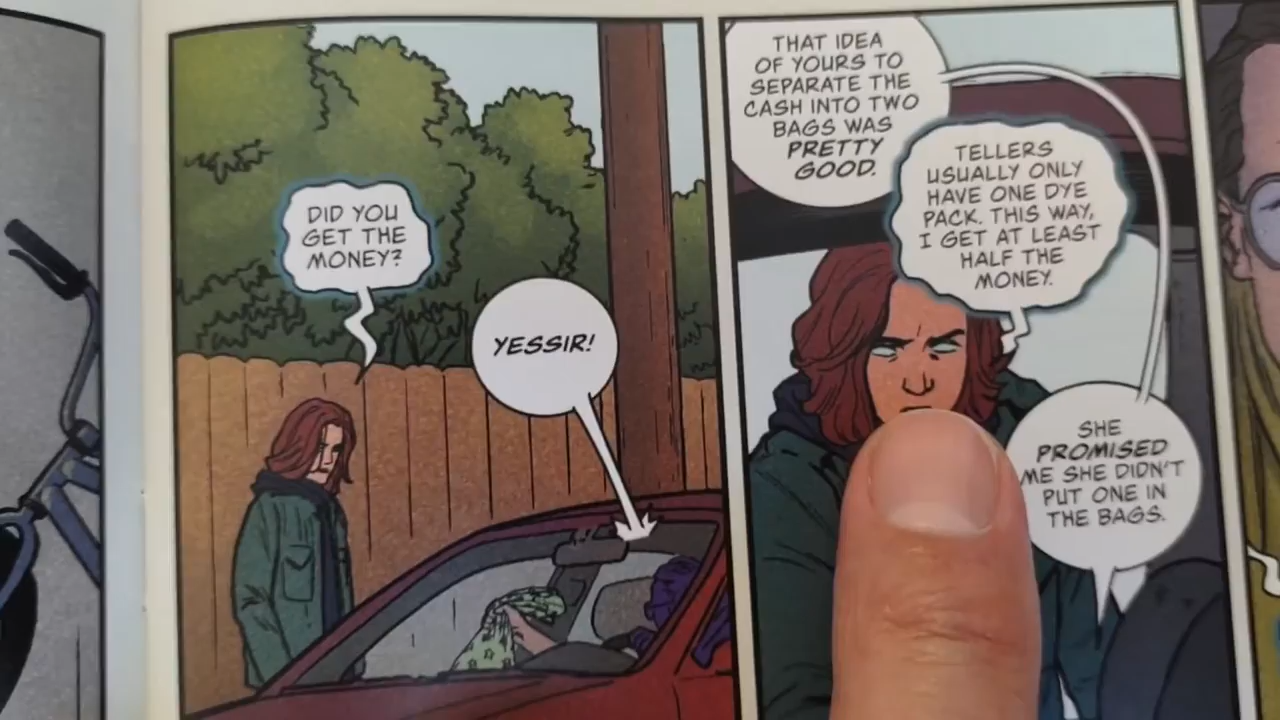 DID YOU
GET THE
MONEY?
YESSIR!
THAT IDEA
OF YOURS TO
SEPARATE THE
CASH INTO TWO
BAGS WAS
PRETTY
GOOD.
TELLERS
USUALLY ONLY
HAVE ONE DYE
PACK. THIS WAY,
I GET AT LEAST
HALF THE
MONEY.
SHE
PROMISED
ME SHE DIDN'T
PUT ONE IN
THE BAGS.